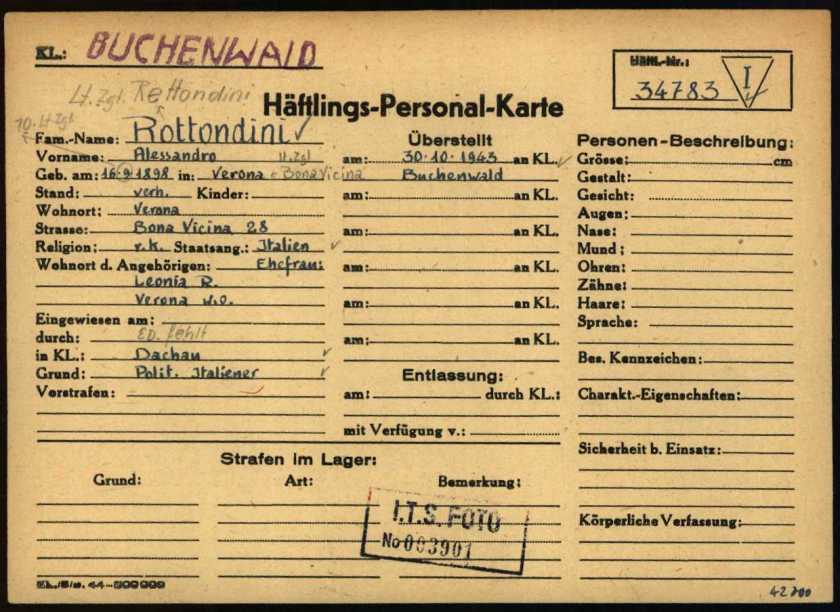 KL.: BUCHENWALD
Häftl.-Nr.:
34783 I
lt. Zgl. Rettondini
Häftlings-Personal-Karte
10. lt Zgl
Fam.-Name: Rottondini
Vorname: Alessandro lt. Zgl
Geb. am: 16.9.1898 in: Verona Bona Vicina
Stand: verh. Kinder:
Wohnort: Verona
Strasse: Bona Vicina 28
Religion: r.k. Staatsang.: Italien
Wohnort d. Angehörigen: Ehefrau:
Leonia R.
Verona w.o.
Eingewiesen am:
durch: ED. fehlt
in KL.: Dachau
Grund: Polit. Italiener
Vorstrafen:
Überstellt
am: 30.10.1943 an KL.
Buchenwald
am: an KL.
am: an KL.
am: an KL.
am: an KL.
am: an KL.
Entlassung:
am: durch KL.:
mit Verfügung v.:
Personen-Beschreibung:
Grösse: cm
Gestalt:
Gesicht:
Augen:
Nase:
Mund:
Ohren:
Zähne:
Haare:
Sprache:
Bes. Kennzeichen:
Charakt.-Eigenschaften:
Sicherheit b. Einsatz:
Körperliche Verfassung:
Strafen im Lager:
Grund: Art: Bemerkung:
I.T.S. FOTO
No 003901